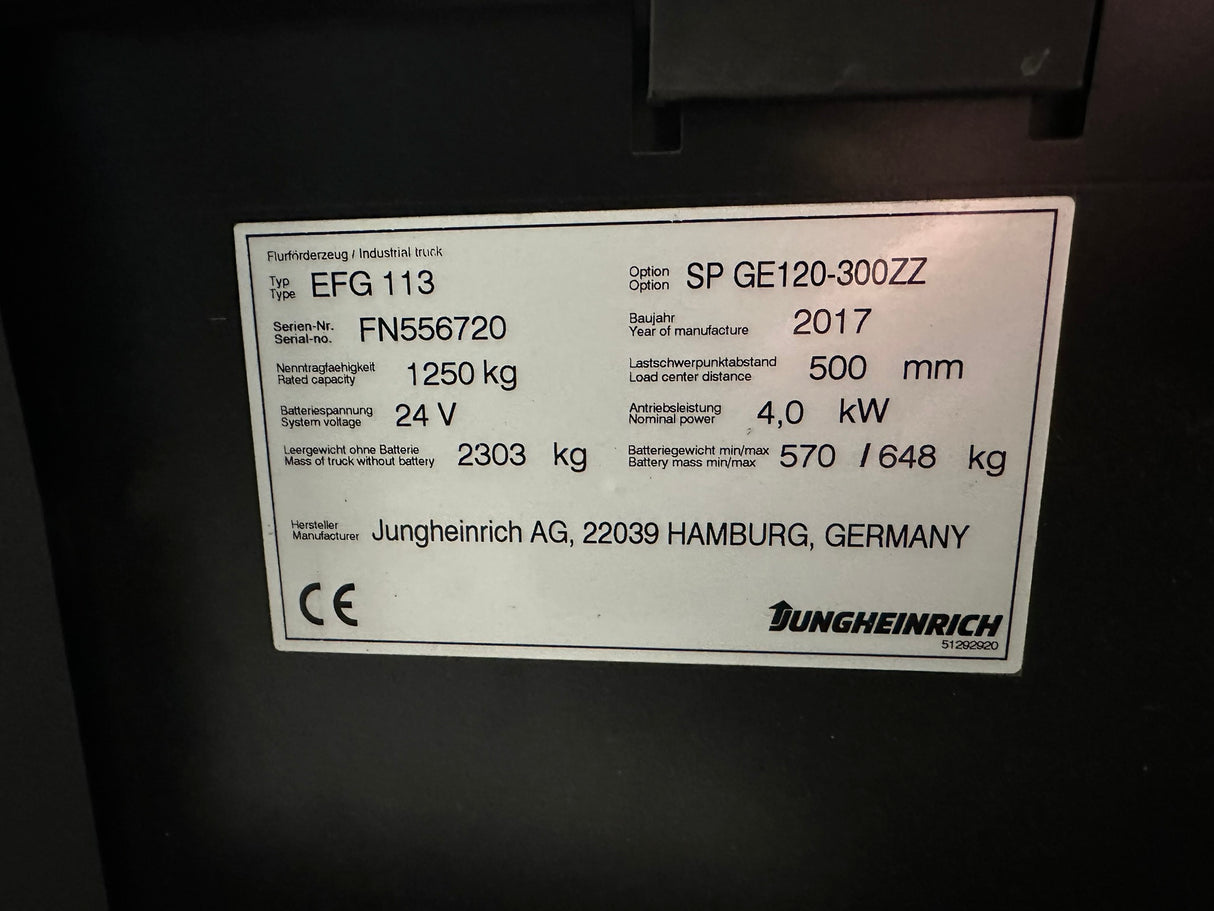 Flurförderzeug / Industrial truck
Typ
Type EFG 113
Option
Option SP GE120-300ZZ
Serien-Nr.
Serial-no. FN556720
Baujahr
Year of manufacture 2017
Nenntragfaehigkeit
Rated capacity 1250 kg
Lastschwerpunktabstand
Load center distance 500 mm
Batteriespannung
System voltage 24 V
Antriebsleistung
Nominal power 4,0 kW
Leergewicht ohne Batterie
Mass of truck without battery 2303 kg
Batteriegewicht min/max
Battery mass min/max 570 / 648 kg
Hersteller
Manufacturer Jungheinrich AG, 22039 HAMBURG, GERMANY
CE
JUNGHEINRICH
51292920